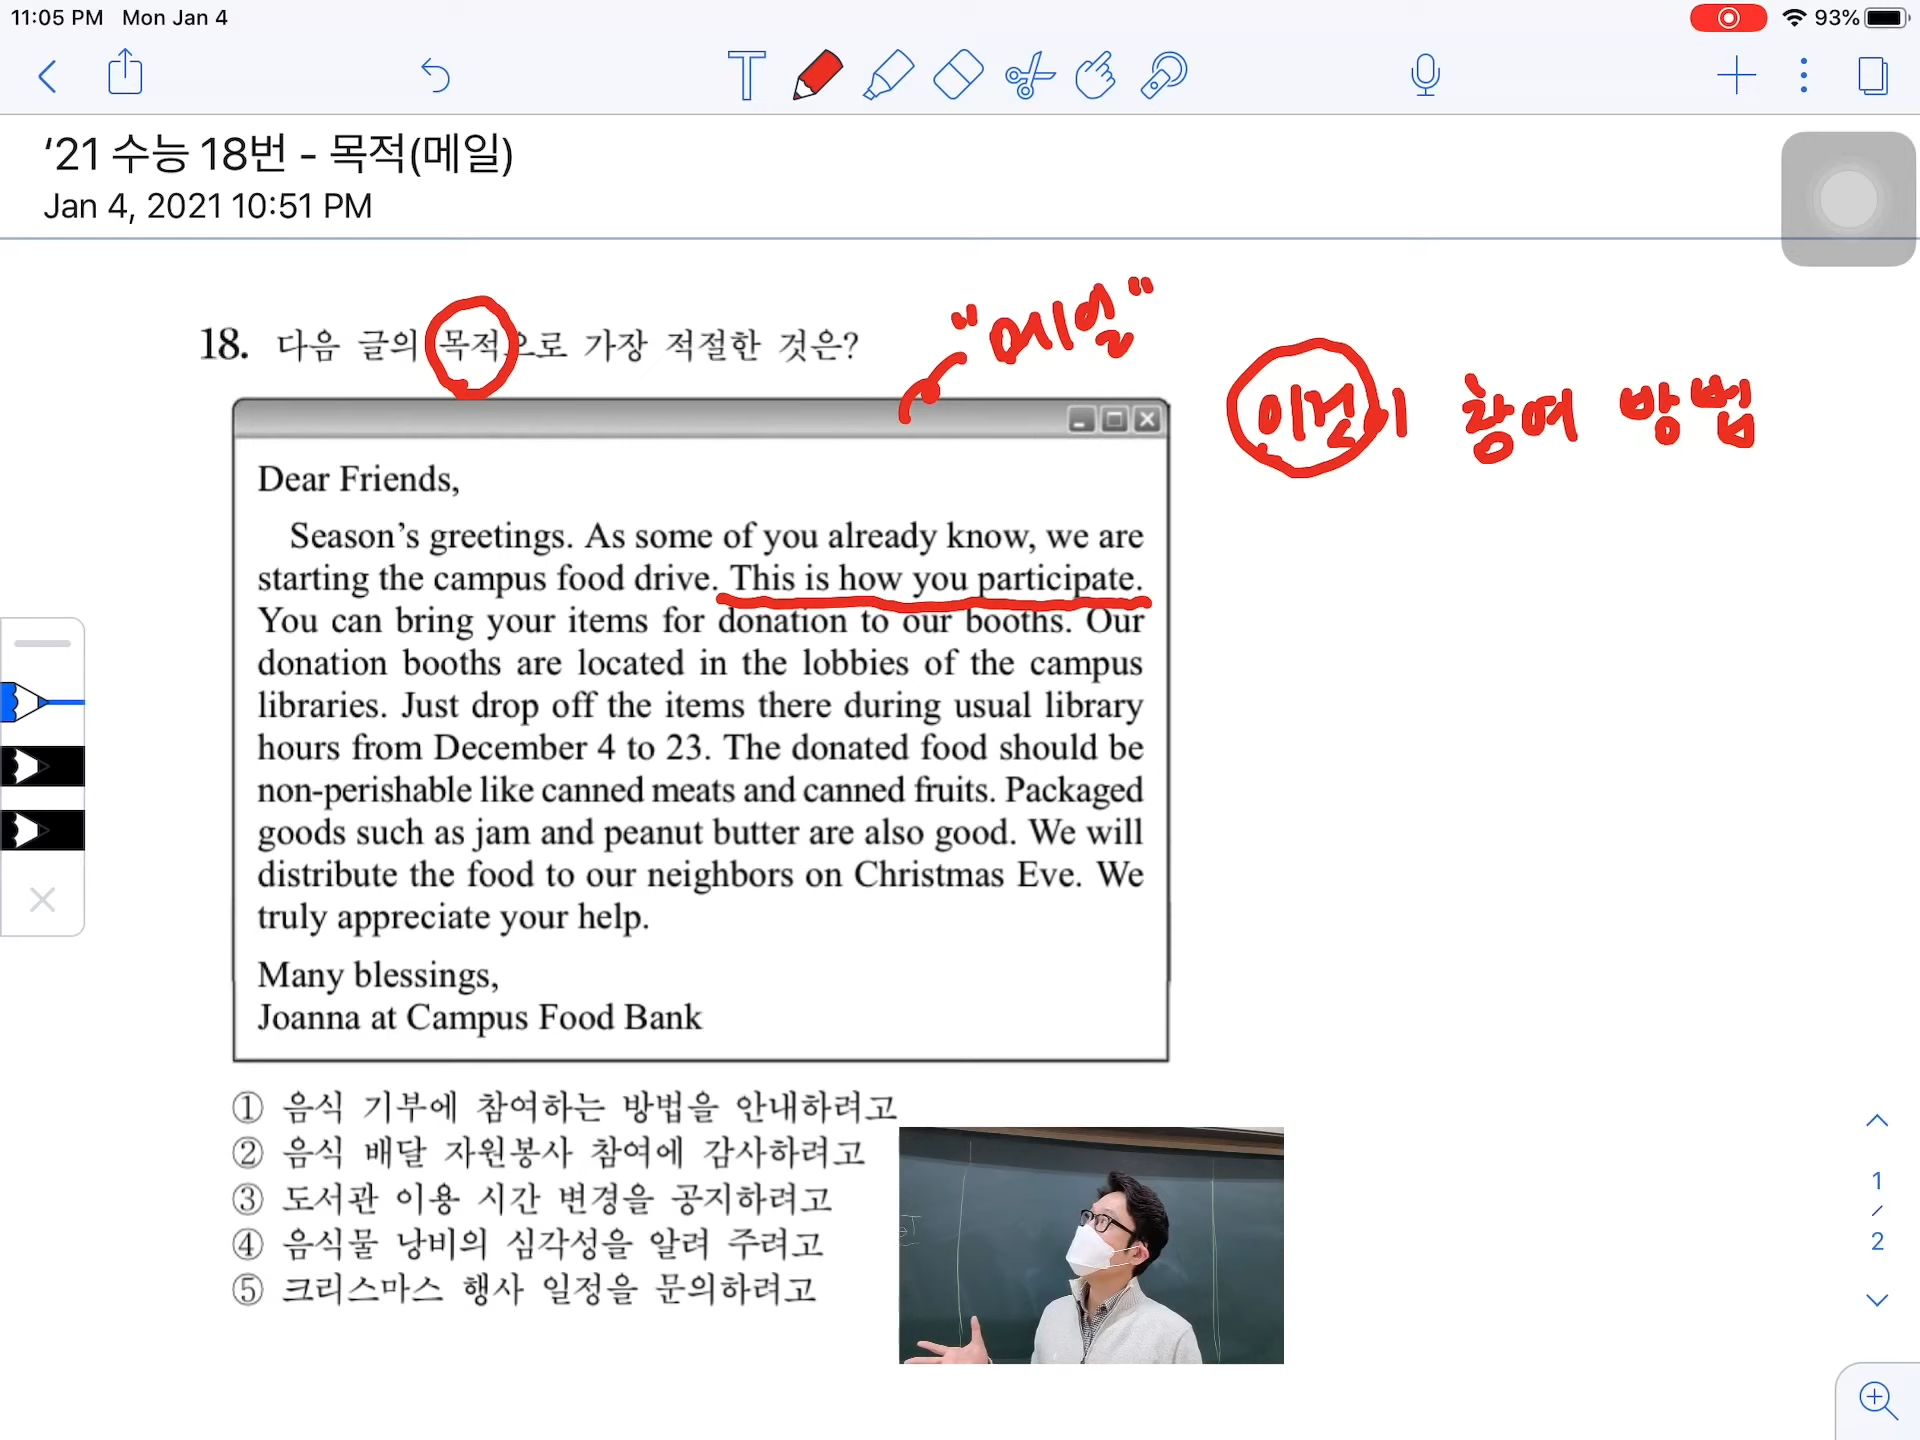 11:05 PM Mon Jan 4
93%
‘21 수능 18번 - 목적(메일)
Jan 4, 2021 10:51 PM
"메일"
18. 다음 글의 목적으로 가장 적절한 것은?
이것이 참여 방법
Dear Friends,
Season’s greetings. As some of you already know, we are
starting the campus food drive. This is how you participate.
You can bring your items for donation to our booths. Our
donation booths are located in the lobbies of the campus
libraries. Just drop off the items there during usual library
hours from December 4 to 23. The donated food should be
non-perishable like canned meats and canned fruits. Packaged
goods such as jam and peanut butter are also good. We will
distribute the food to our neighbors on Christmas Eve. We
truly appreciate your help.
Many blessings,
Joanna at Campus Food Bank
① 음식 기부에 참여하는 방법을 안내하려고
② 음식 배달 자원봉사 참여에 감사하려고
③ 도서관 이용 시간 변경을 공지하려고
④ 음식물 낭비의 심각성을 알려 주려고
⑤ 크리스마스 행사 일정을 문의하려고
1
/
2